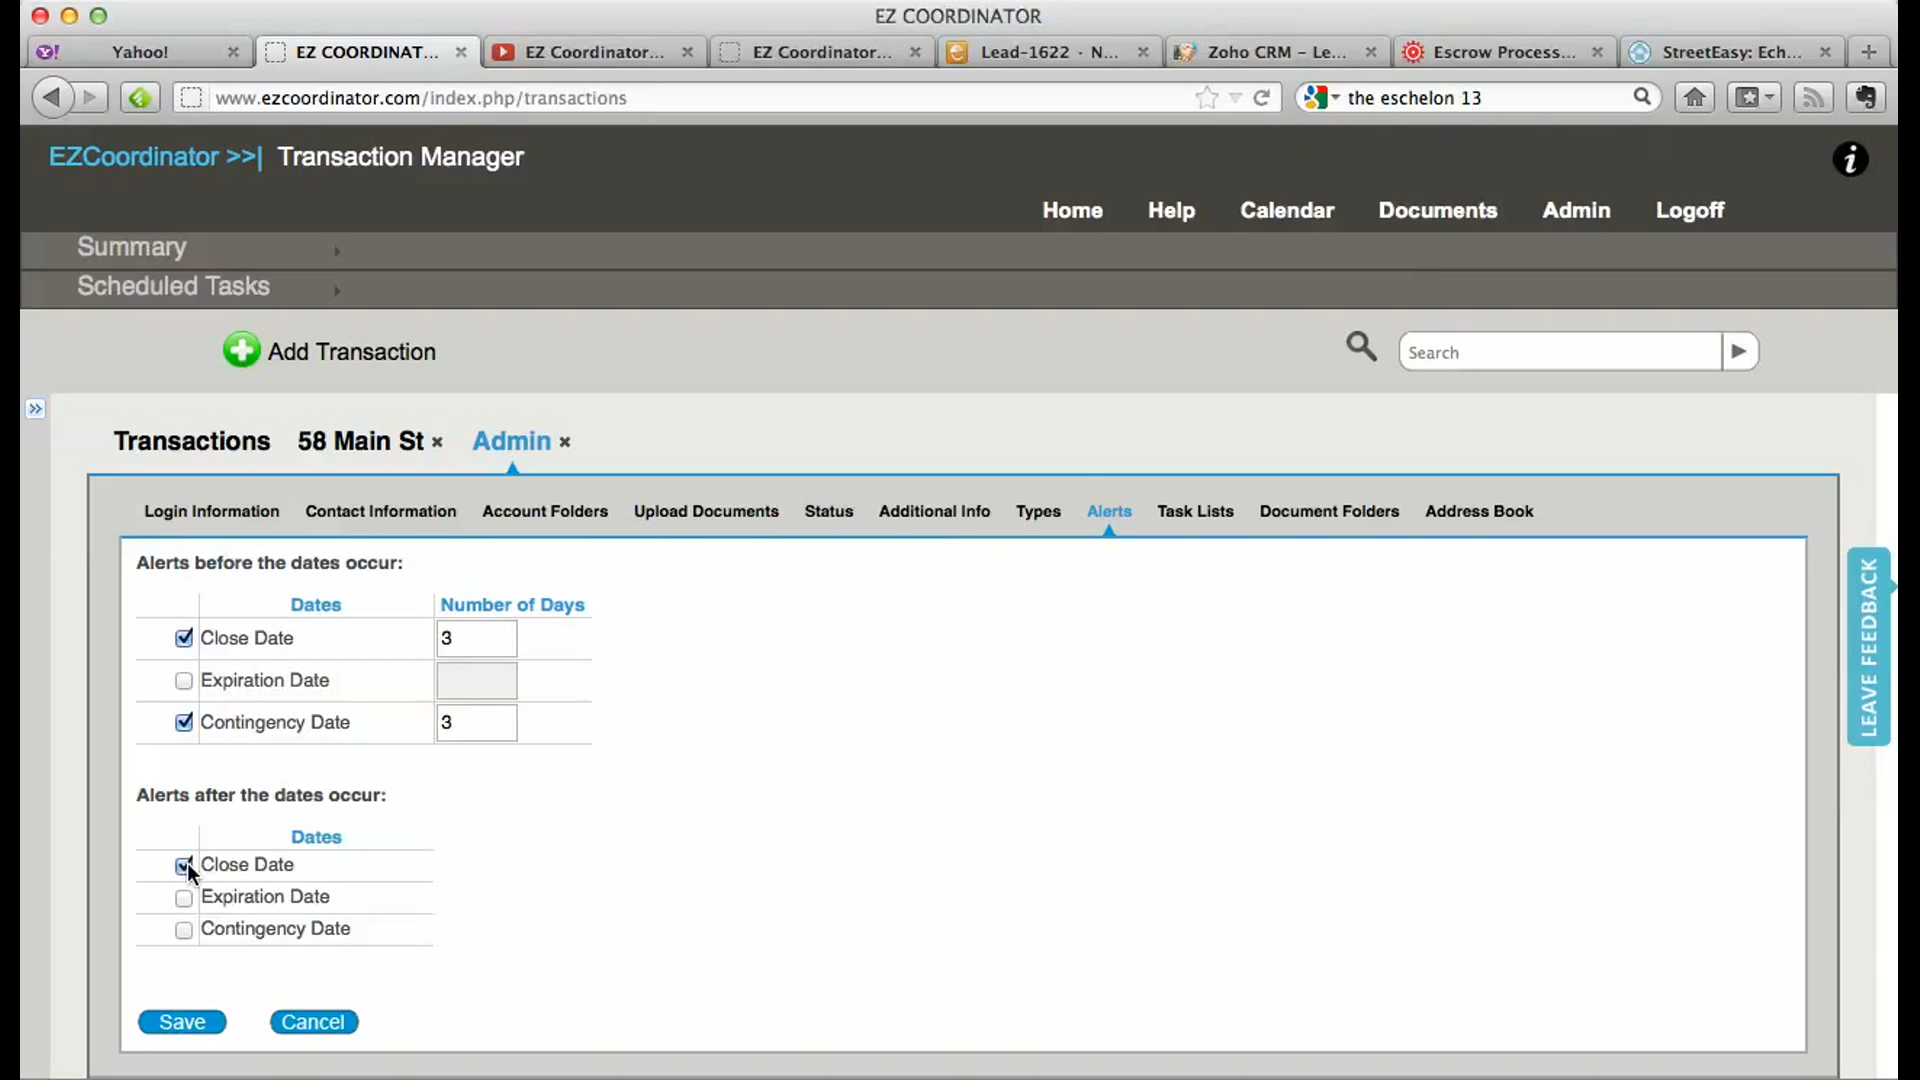 EZ COORDINATOR
Yahoo!
EZ COORDINAT...
EZ Coordinator...
EZ Coordinator...
Lead-1622 - N...
Zoho CRM - Le...
Escrow Process...
StreetEasy: Ech...
www.ezcoordinator.com/index.php/transactions
the eschelon 13
EZCoordinator >>| Transaction Manager
Home Help Calendar Documents Admin Logoff
Summary
Scheduled Tasks
Add Transaction
Search
Transactions 58 Main St × Admin ×
Login Information Contact Information Account Folders Upload Documents Status Additional Info Types Alerts Task Lists Document Folders Address Book
Alerts before the dates occur:
Dates Number of Days
Close Date 3
Expiration Date
Contingency Date 3
Alerts after the dates occur:
Dates
Close Date
Expiration Date
Contingency Date
Save Cancel
LEAVE FEEDBACK